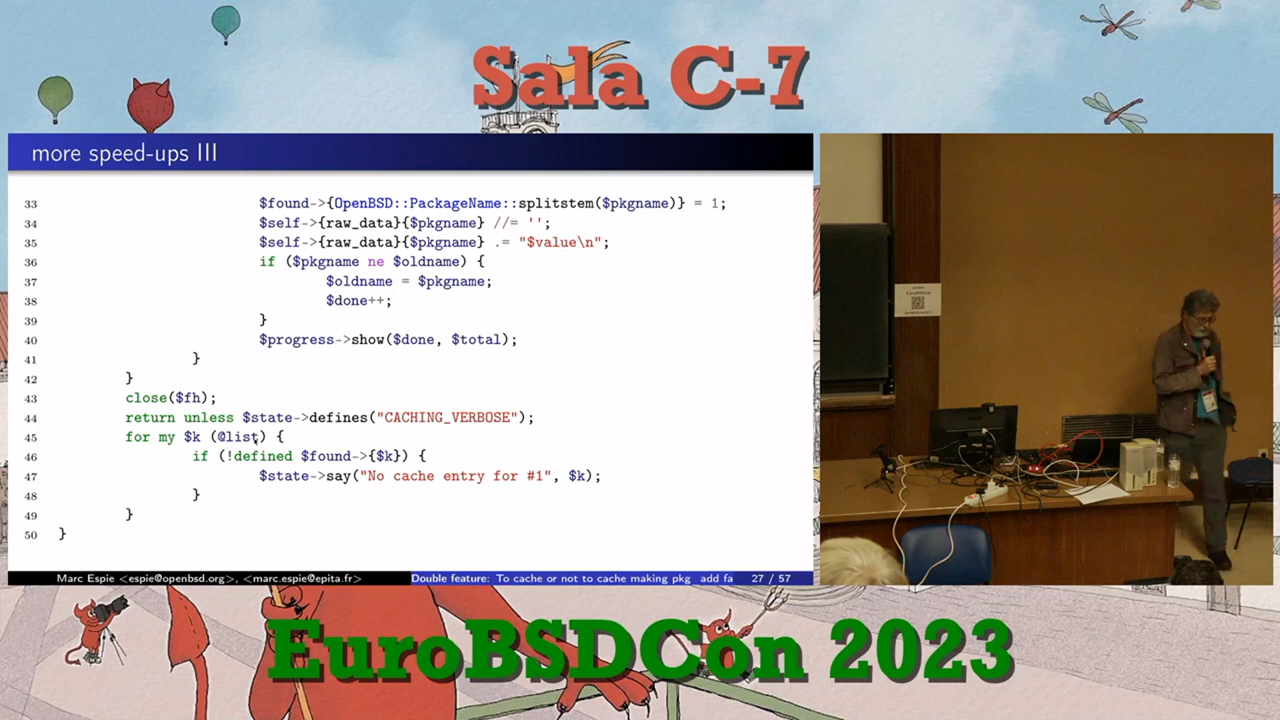 Sala C-7
more speed-ups III
33 $found->{OpenBSD::PackageName::splitstem($pkgname)} = 1;
34 $self->{raw_data}{$pkgname} //= '';
35 $self->{raw_data}{$pkgname} .= "$value\n";
36 if ($pkgname ne $oldname) {
37 $oldname = $pkgname;
38 $done++;
39 }
40 $progress->show($done, $total);
41 }
42 }
43 close($fh);
44 return unless $state->defines("CACHING_VERBOSE");
45 for my $k (@list) {
46 if (!defined $found->{$k}) {
47 $state->say("No cache entry for #1", $k);
48 }
49 }
50 }
Marc Espie <espie@openbsd.org>, <marc.espie@epita.fr> Double feature: To cache or not to cache making pkg_add fa 27 / 57
EuroBSDCon 2023